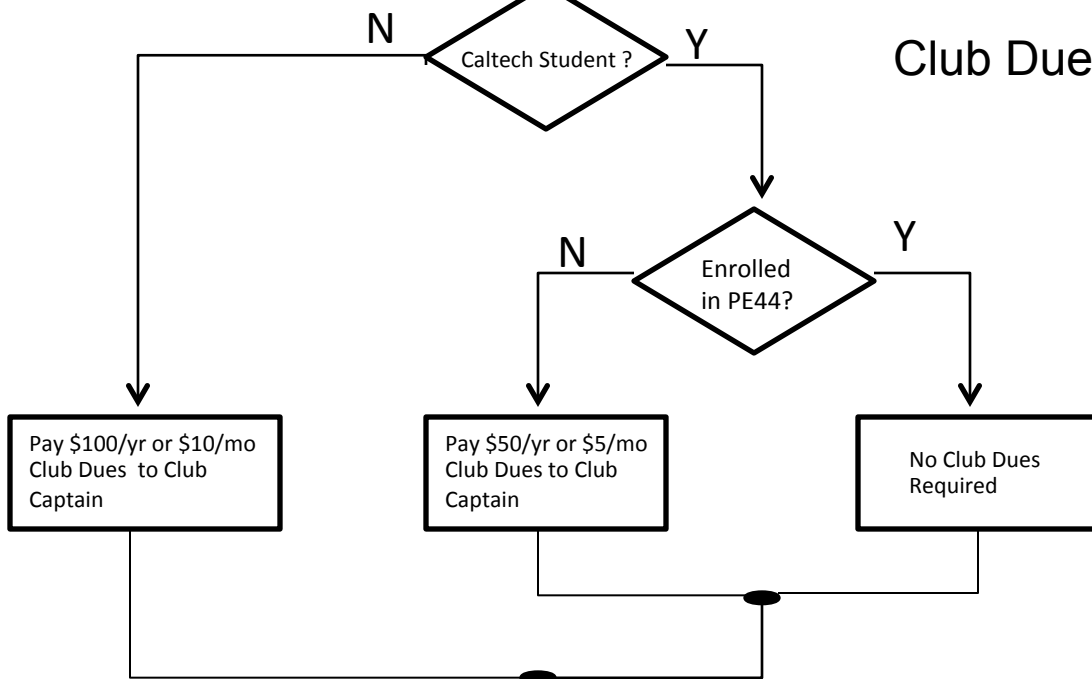 N
Caltech Student ?
Y
Club Due
N
Enrolled
in PE44?
Y
Pay $100/yr or $10/mo
Club Dues to Club
Captain
Pay $50/yr or $5/mo
Club Dues to Club
Captain
No Club Dues
Required